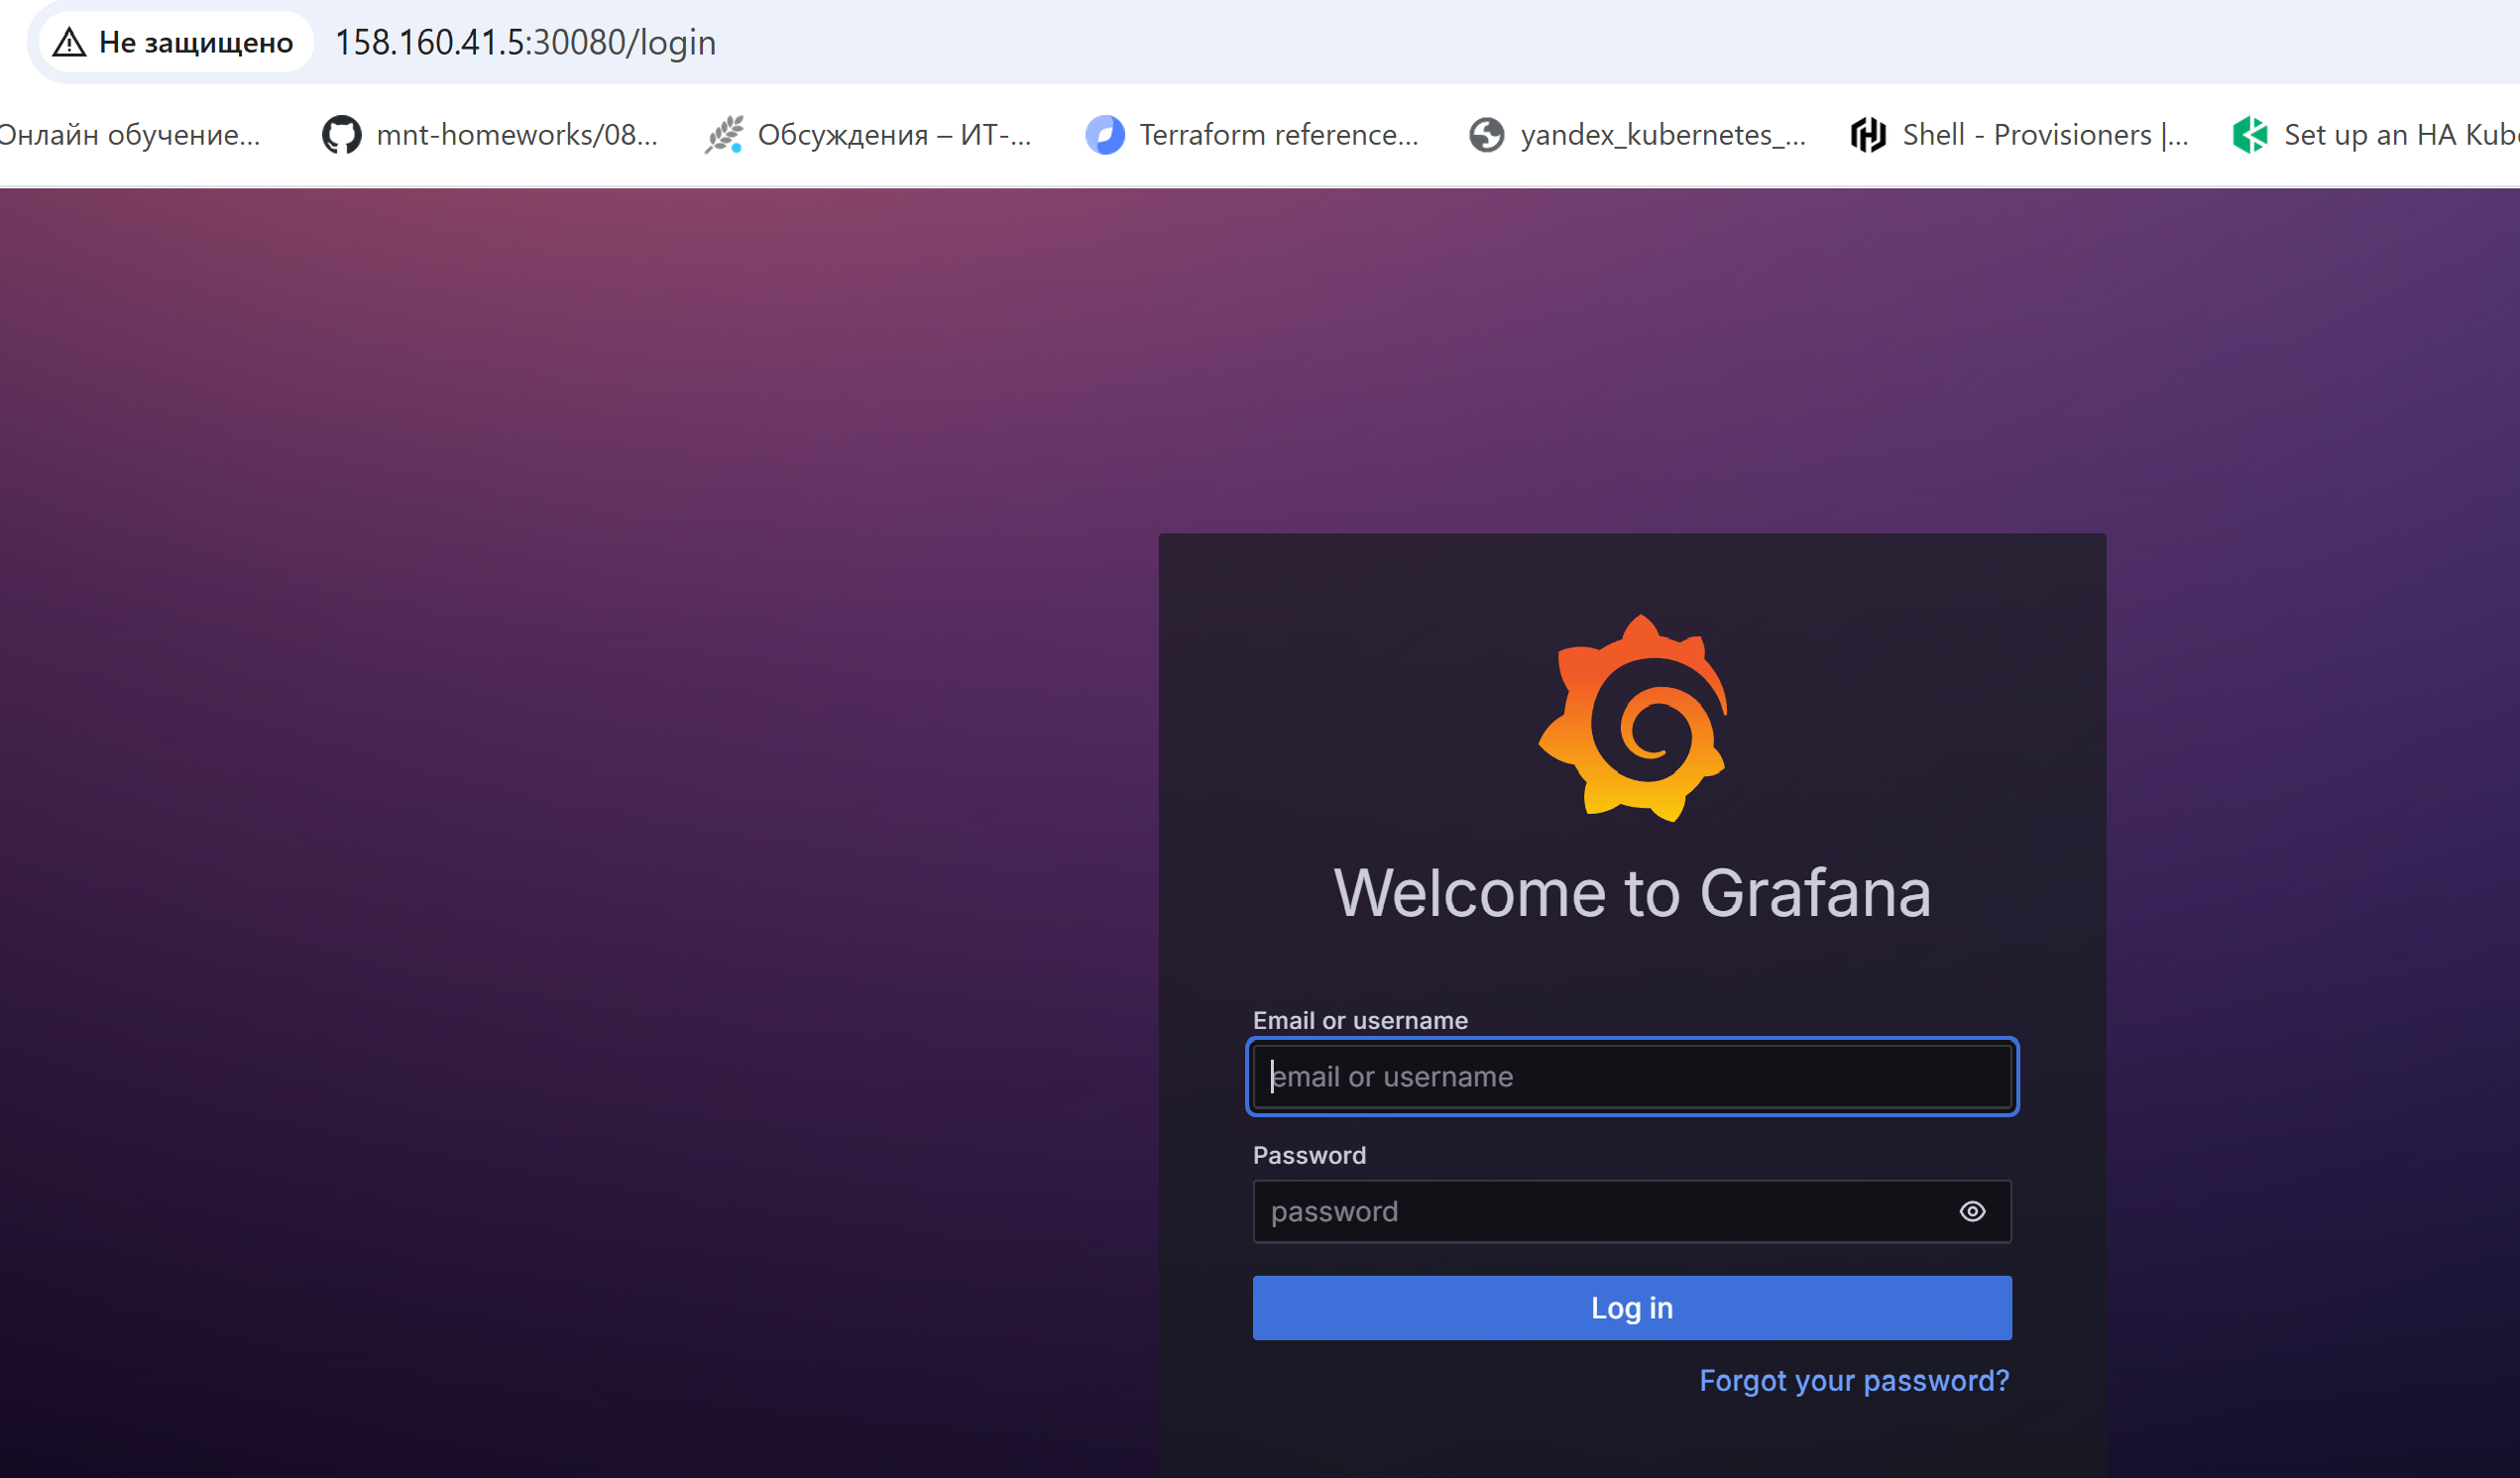 Не защищено 158.160.41.5:30080/login
Онлайн обучение... mnt-homeworks/08... Обсуждения – ИТ-... Terraform reference... yandex_kubernetes_... Shell - Provisioners |... Set up an HA Kube
Welcome to Grafana
Email or username
email or username
Password
password
Log in
Forgot your password?